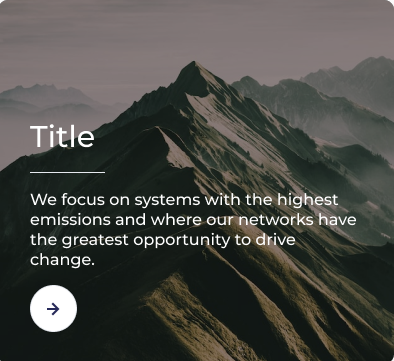 Title
We focus on systems with the highest
emissions and where our networks have
the greatest opportunity to drive
change.